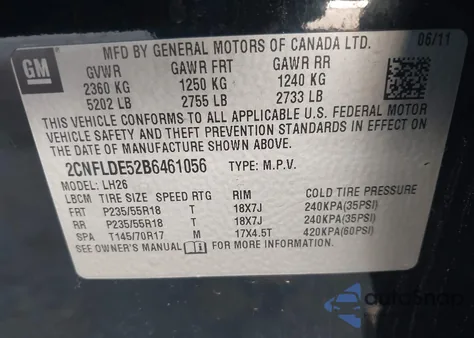 GM
MFD BY GENERAL MOTORS OF CANADA LTD. 06/11
GVWR GAWR FRT GAWR RR
2360 KG 1250 KG 1240 KG
5202 LB 2755 LB 2733 LB
THIS VEHICLE CONFORMS TO ALL APPLICABLE U.S. FEDERAL MOTOR
VEHICLE SAFETY AND THEFT PREVENTION STANDARDS IN EFFECT ON
THE DATE OF MANUFACTURE SHOWN ABOVE.
2CNFLDE52B6461056 TYPE: M.P.V.
MODEL: LH26
LBCM TIRE SIZE SPEED RTG RIM COLD TIRE PRESSURE
FRT P235/55R18 T 18X7J 240KPA(35PSI)
RR P235/55R18 T 18X7J 240KPA(35PSI)
SPA T145/70R17 M 17X4.5T 420KPA(60PSI)
SEE OWNER'S MANUAL FOR MORE INFORMATION.
autoSnap